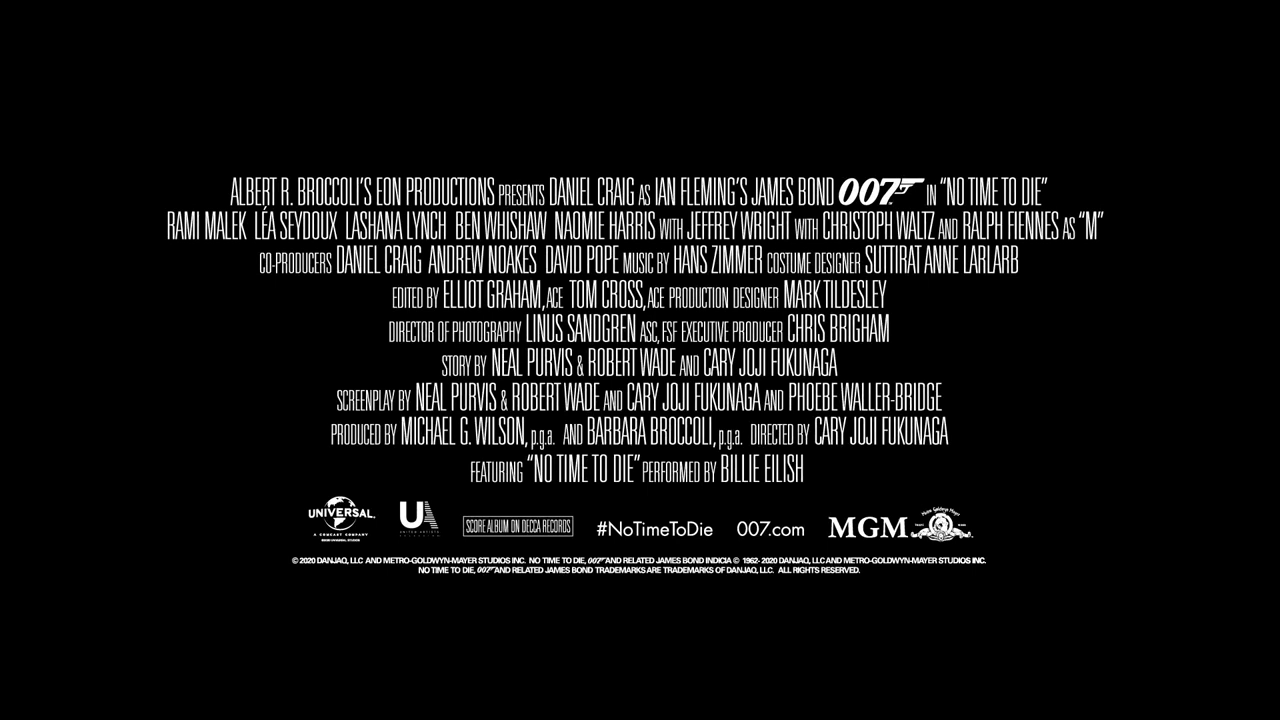 ALBERT R. BROCCOLI'S EON PRODUCTIONS PRESENTS DANIEL CRAIG AS IAN FLEMING'S JAMES BOND 007 IN "NO TIME TO DIE"
RAMI MALEK LÉA SEYDOUX LASHANA LYNCH BEN WHISHAW NAOMIE HARRIS WITH JEFFREY WRIGHT WITH CHRISTOPH WALTZ AND RALPH FIENNES AS "M"
CO-PRODUCERS DANIEL CRAIG ANDREW NOAKES DAVID POPE MUSIC BY HANS ZIMMER COSTUME DESIGNER SUTTIRAT ANNE LARLARB
EDITED BY ELLIOT GRAHAM, ACE TOM CROSS, ACE PRODUCTION DESIGNER MARK TILDESLEY
DIRECTOR OF PHOTOGRAPHY LINUS SANDGREN ASC, FSF EXECUTIVE PRODUCER CHRIS BRIGHAM
STORY BY NEAL PURVIS & ROBERT WADE AND CARY JOJI FUKUNAGA
SCREENPLAY BY NEAL PURVIS & ROBERT WADE AND CARY JOJI FUKUNAGA AND PHOEBE WALLER-BRIDGE
PRODUCED BY MICHAEL G. WILSON, p.g.a. AND BARBARA BROCCOLI, p.g.a. DIRECTED BY CARY JOJI FUKUNAGA
FEATURING "NO TIME TO DIE" PERFORMED BY BILLIE EILISH
UNIVERSAL A COMCAST COMPANY UA UNITED ARTISTS SCORE ALBUM ON DECCA RECORDS #NoTimeToDie 007.com MGM Metro Goldwyn Mayer
© 2020 DANJAQ, LLC AND METRO-GOLDWYN-MAYER STUDIOS INC. NO TIME TO DIE, 007 AND RELATED JAMES BOND INDICIA © 1962-2020 DANJAQ, LLC AND METRO-GOLDWYN-MAYER STUDIOS INC.
NO TIME TO DIE, 007 AND RELATED JAMES BOND TRADEMARKS ARE TRADEMARKS OF DANJAQ, LLC. ALL RIGHTS RESERVED.